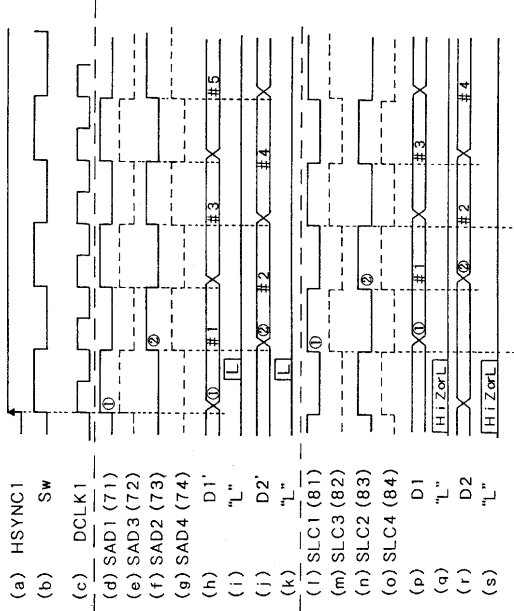 (a) HSYNC1
(b) Sw
(c) DCLK1
(d) SAD1 (71) ①
(e) SAD3 (72)
(f) SAD2 (73) ②
(g) SAD4 (74)
(h) D1' ① #1 #3 #5
(i) "L" L
(j) D2' ② #2 #4
(k) "L" L
(l) SLC1 (81) ①
(m) SLC3 (82)
(n) SLC2 (83) ②
(o) SLC4 (84)
(p) D1 ① #1 #3
(q) "L" HiZorL
(r) D2 ② #2 #4
(s) "L" HiZorL